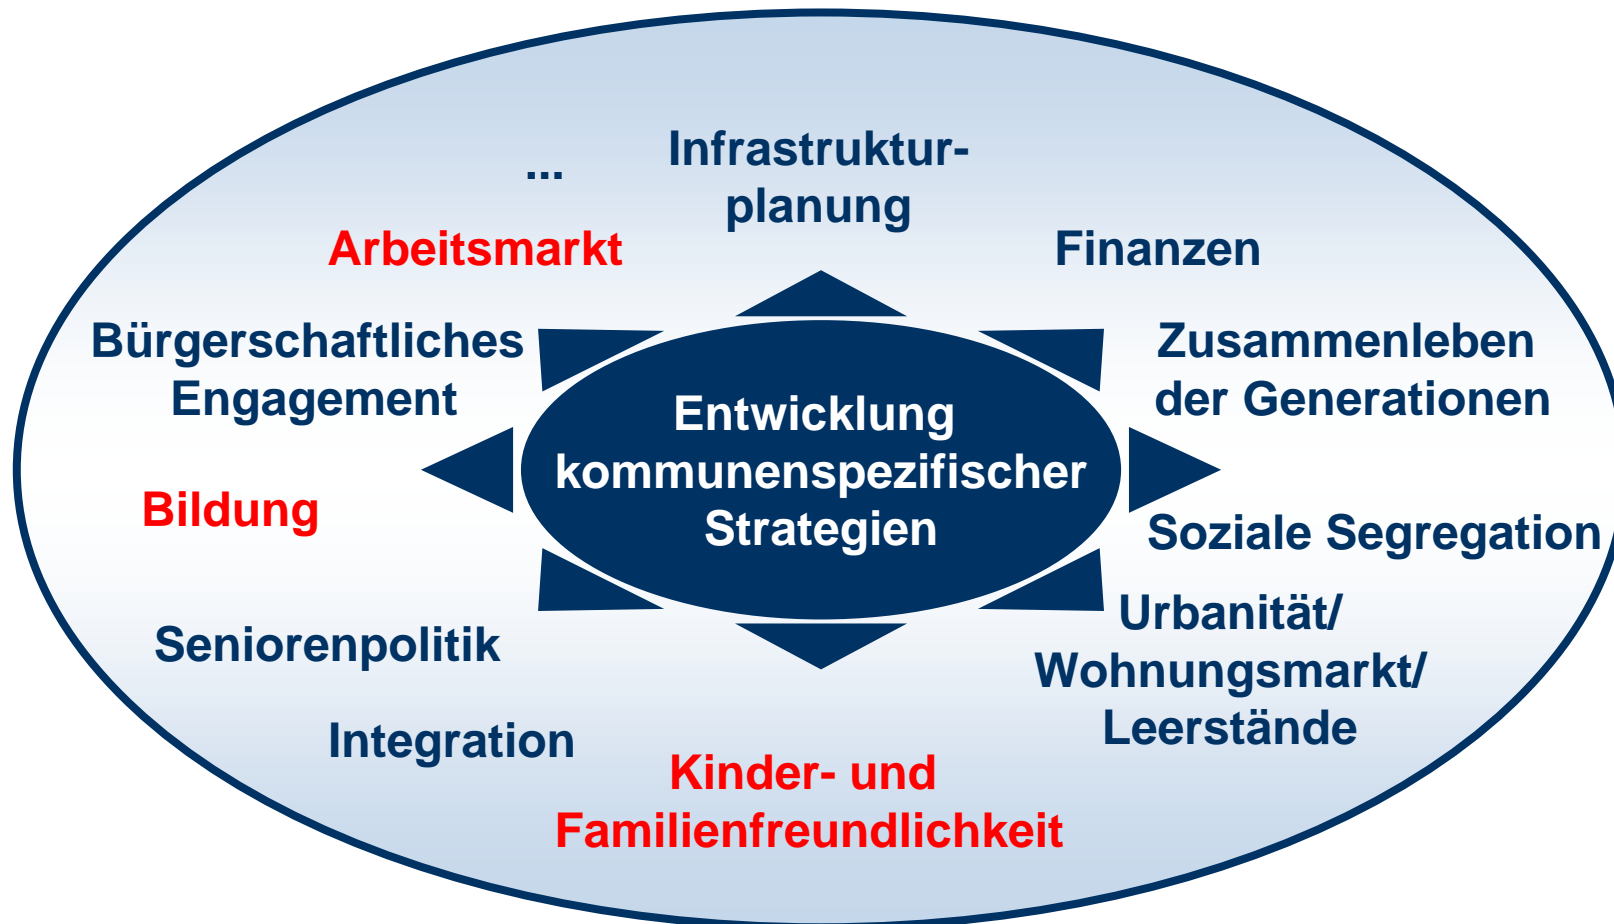 ...
Infrastruktur-
planung
Arbeitsmarkt
Finanzen
Bürgerschaftliches
Engagement
Zusammenleben
der Generationen
Entwicklung
kommunenspezifischer
Strategien
Bildung
Soziale Segregation
Seniorenpolitik
Urbanität/
Wohnungsmarkt/
Leerstände
Integration
Kinder- und
Familienfreundlichkeit